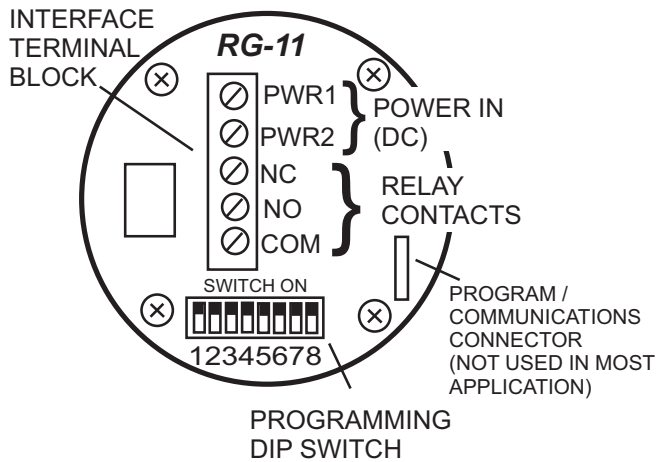 INTERFACE
TERMINAL
BLOCK
RG-11
PWR1
PWR2
POWER IN
(DC)
NC
NO
COM
RELAY
CONTACTS
SWITCH ON
12345678
PROGRAM /
COMMUNICATIONS
CONNECTOR
(NOT USED IN MOST
APPLICATION)
PROGRAMMING
DIP SWITCH